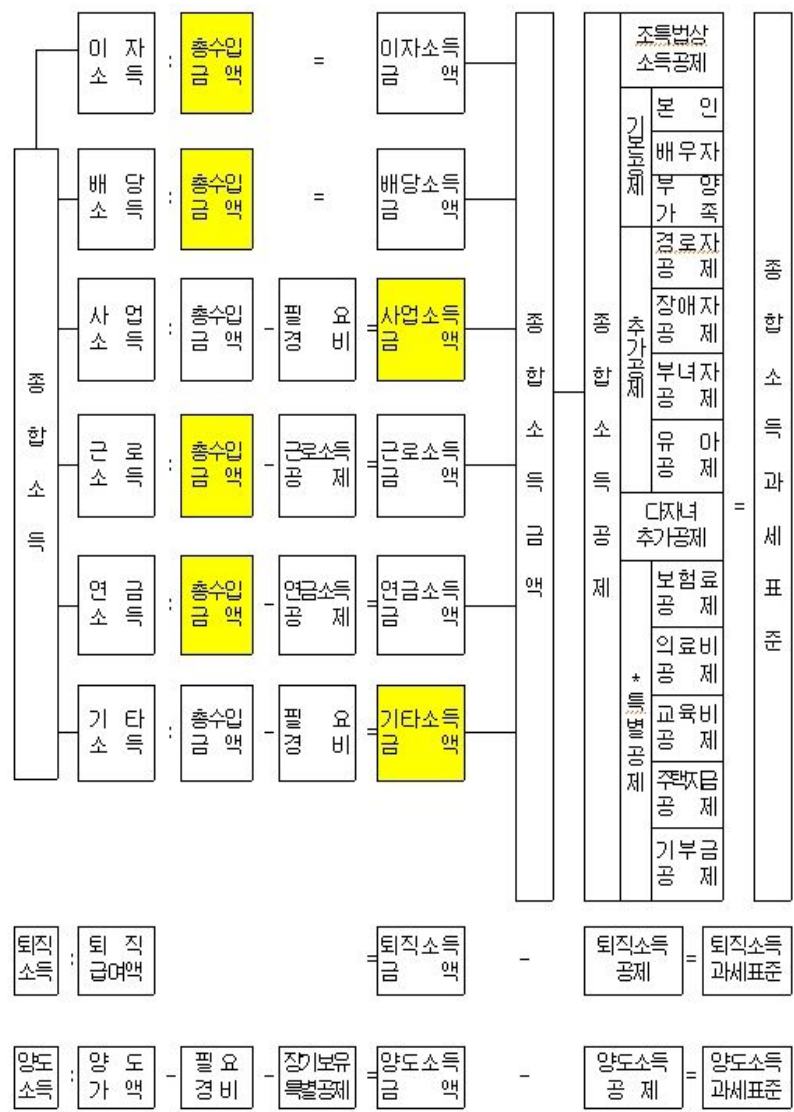 이 자
소 득
:
총수입
금 액
=
이자소득
금 액
배 당
소 득
:
총수입
금 액
=
배당소득
금 액
사 업
소 득
:
총수입
금 액
-
필 요
경 비
=
사업소득
금 액
근 로
소 득
:
총수입
금 액
-
근로소득
공 제
=
근로소득
금 액
연 금
소 득
:
총수입
금 액
-
연금소득
공 제
=
연금소득
금 액
기 타
소 득
:
총수입
금 액
-
필 요
경 비
=
기타소득
금 액
종합소득
종합소득금액
종합소득공제
조특법상
소득공제
기본공제
본 인
배우자
부 양
가 족
추가공제
경로자
공 제
장애자
공 제
부녀자
공 제
유 아
공 제
다자녀
추가공제
*특별공제
보험료
공 제
의료비
공 제
교육비
공 제
주택자금
공 제
기부금
공 제
=
종합소득과세표준
퇴직
소득
:
퇴 직
급여액
=
퇴직소득
금 액
-
퇴직소득
공제
=
퇴직소득
과세표준
양도
소득
:
양 도
가 액
-
필 요
경 비
-
장기보유
특별공제
=
양도소득
금 액
-
양도소득
공 제
=
양도소득
과세표준